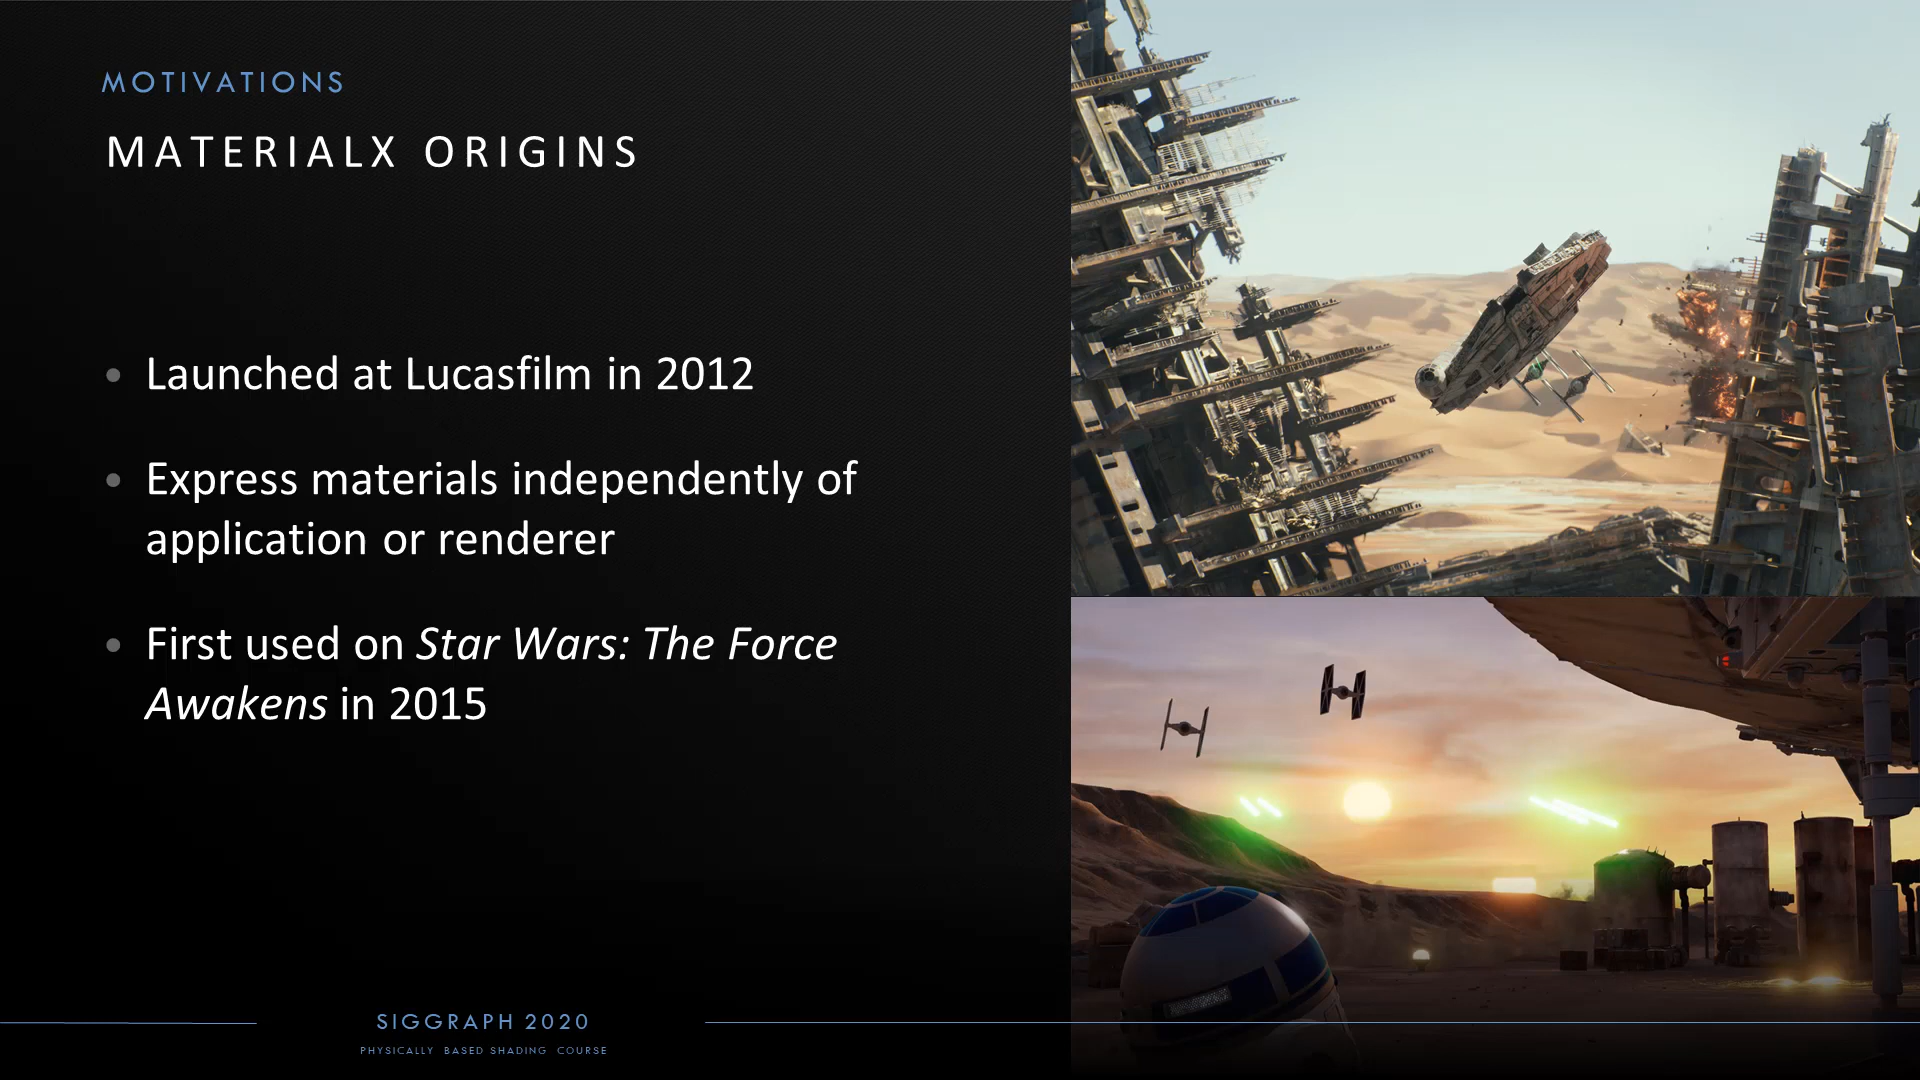 MOTIVATIONS
MATERIALX ORIGINS
• Launched at Lucasfilm in 2012
• Express materials independently of
application or renderer
• First used on Star Wars: The Force
Awakens in 2015
SIGGRAPH 2020
PHYSICALLY BASED SHADING COURSE